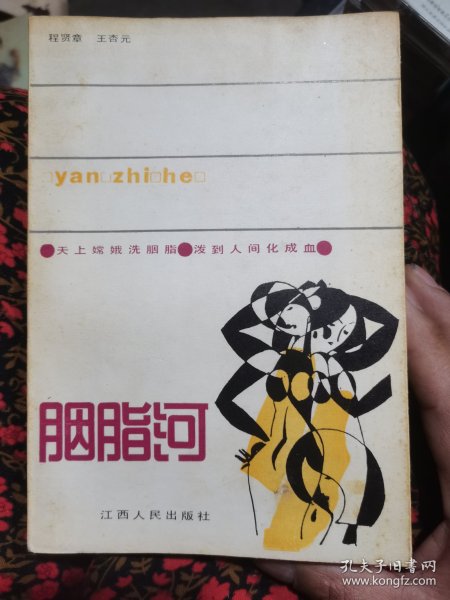 程贤章 王杏元
yan zhi he
天上嫦娥洗胭脂 泼到人间化成血
胭脂河
江西人民出版社
孔夫子旧书网
www.kongfz.com